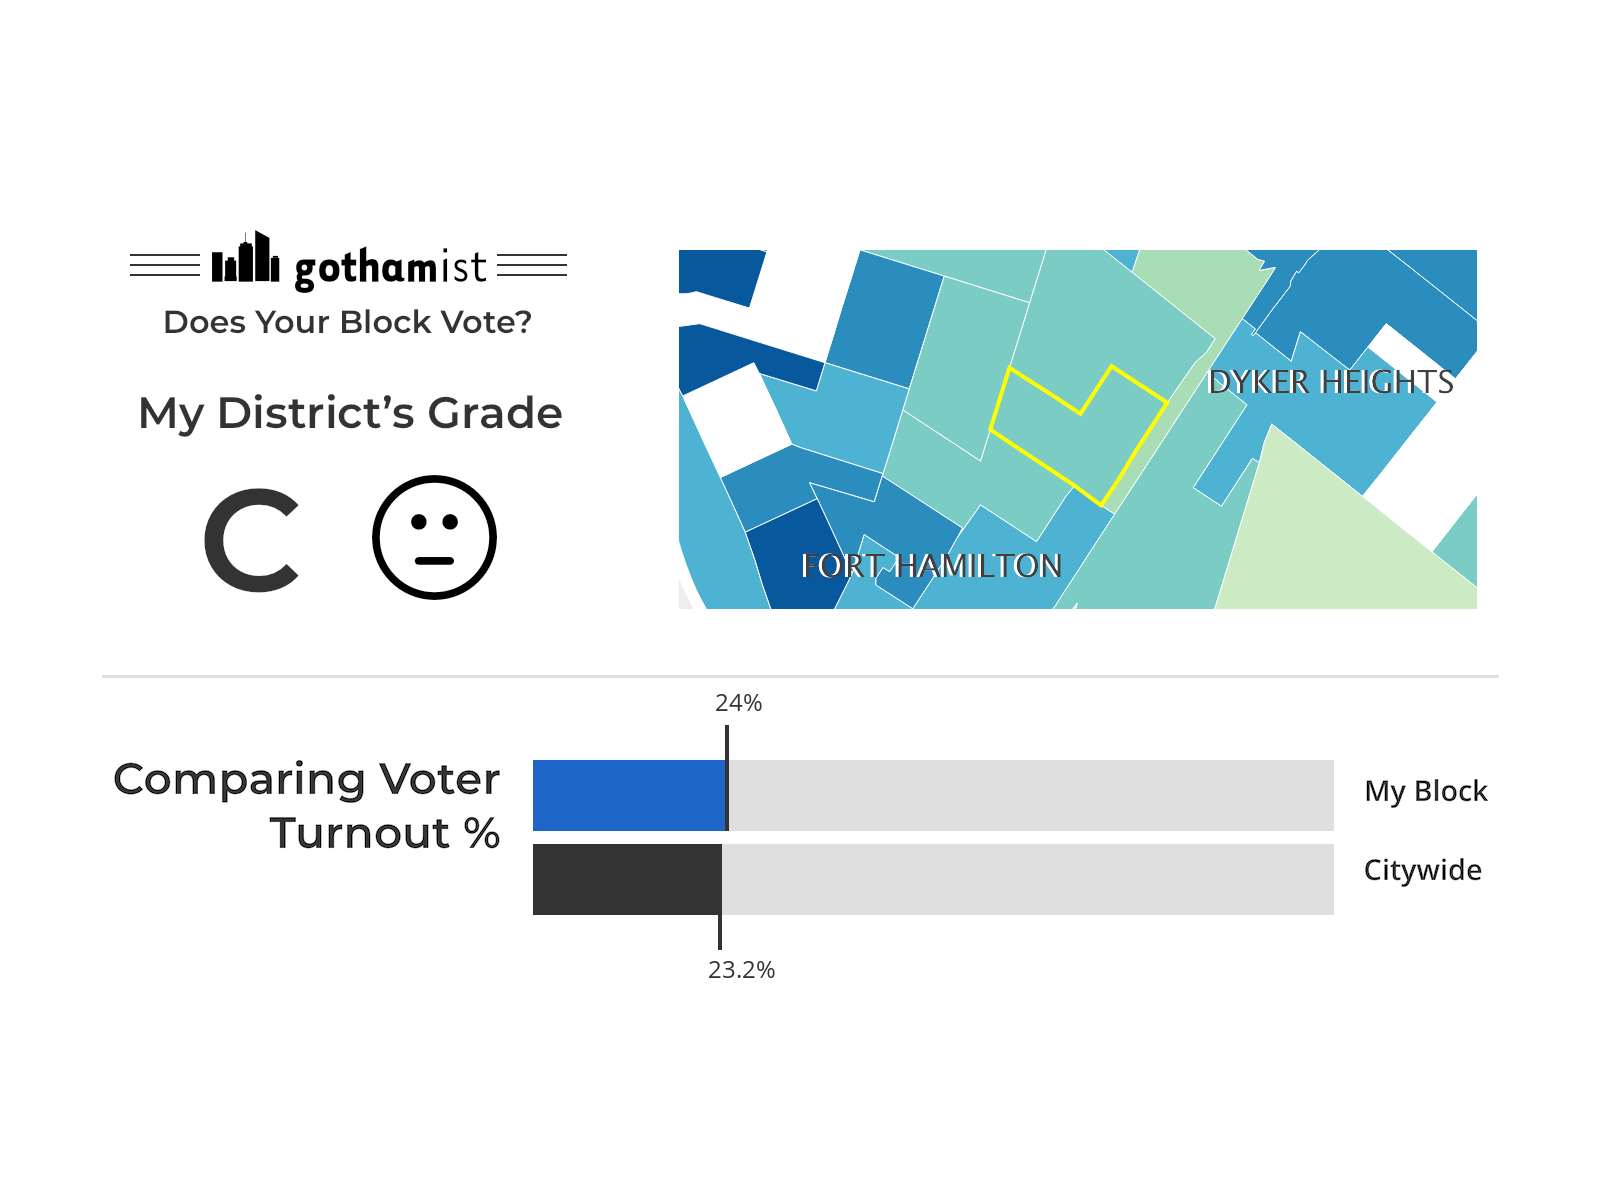 gothamist
Does Your Block Vote?
My District’s Grade
C
DYKER HEIGHTS
FORT HAMILTON
24%
Comparing Voter
Turnout %
My Block
Citywide
23.2%